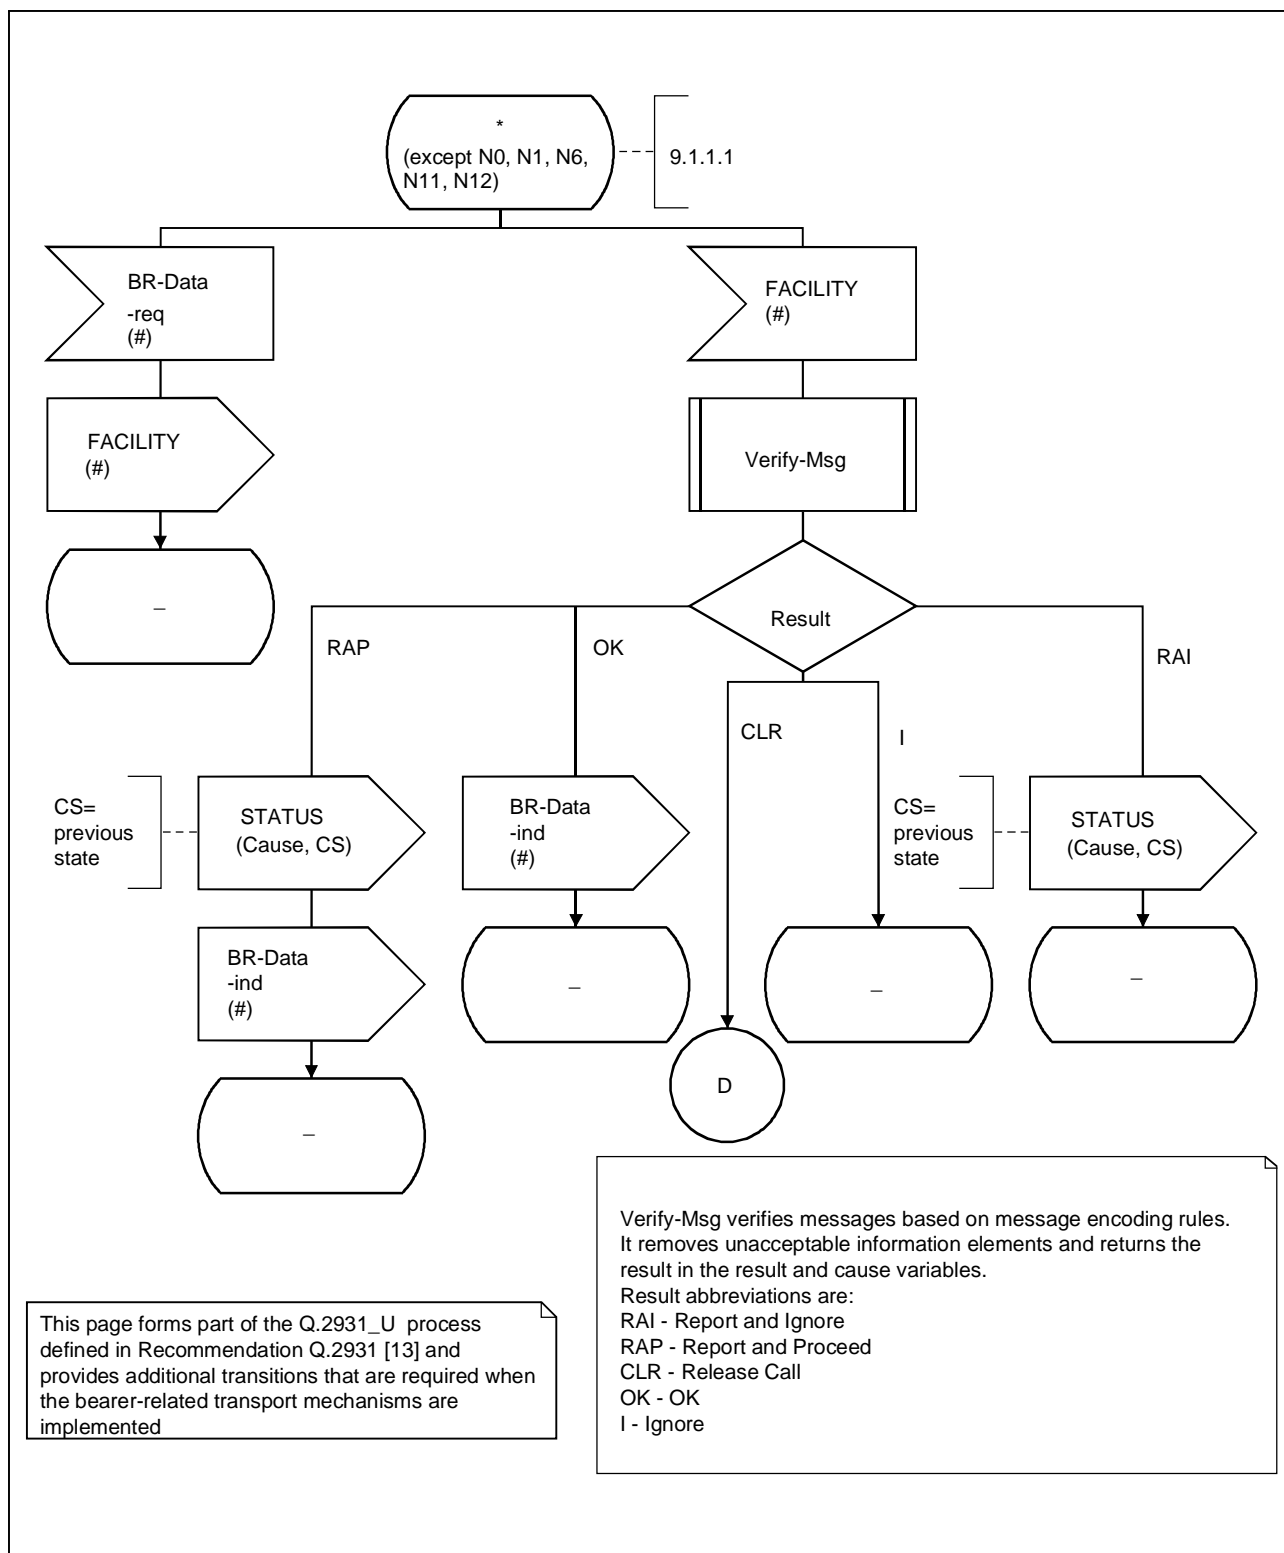 *
(except N0, N1, N6,
N11, N12)
9.1.1.1
BR-Data
-req
(#)
FACILITY
(#)
FACILITY
(#)
Verify-Msg
–
Result
RAP
OK
RAI
CLR
I
CS=
previous
state
STATUS
(Cause, CS)
BR-Data
-ind
(#)
CS=
previous
state
STATUS
(Cause, CS)
BR-Data
-ind
(#)
–
–
–
D
–
Verify-Msg verifies messages based on message encoding rules.
It removes unacceptable information elements and returns the
result in the result and cause variables.
Result abbreviations are:
RAI - Report and Ignore
RAP - Report and Proceed
CLR - Release Call
OK - OK
I - Ignore
This page forms part of the Q.2931_U process
defined in Recommendation Q.2931 [13] and
provides additional transitions that are required when
the bearer-related transport mechanisms are
implemented